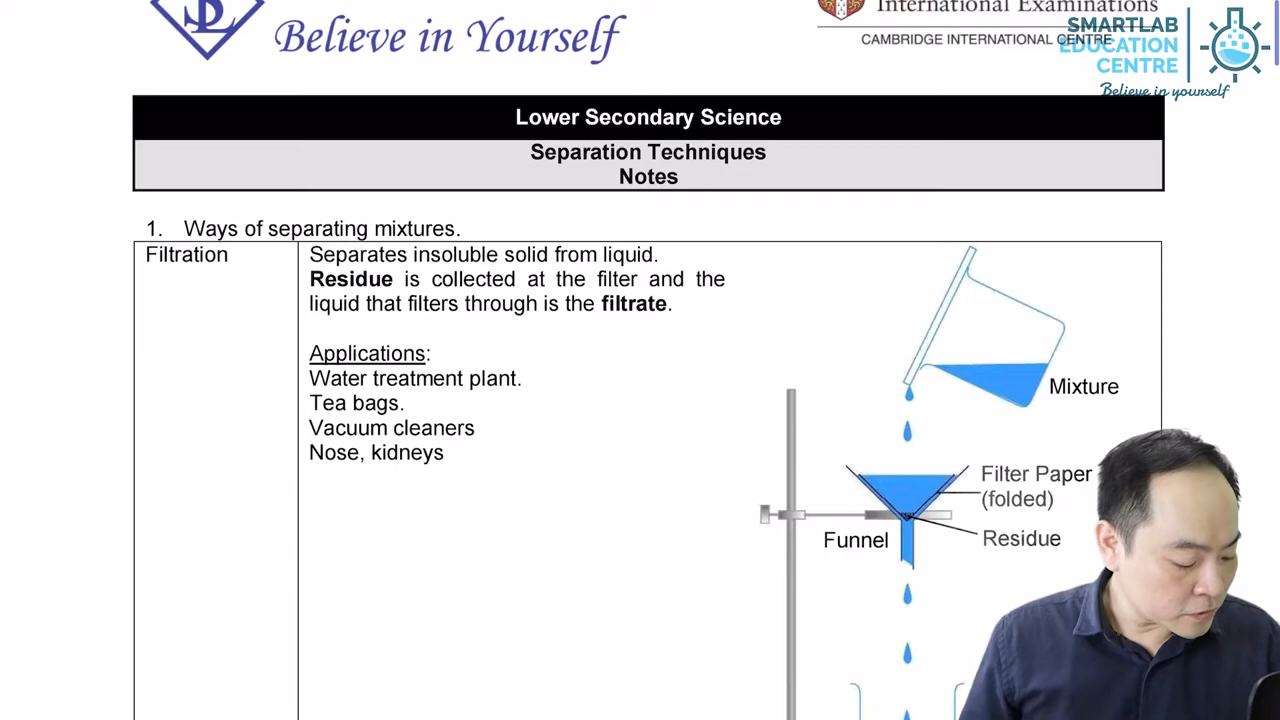 International Examinations
Believe in Yourself
CAMBRIDGE INTERNATIONAL CENTRE
SMARTLAB
EDUCATION
CENTRE
Believe in yourself
Lower Secondary Science
Separation Techniques
Notes
1. Ways of separating mixtures.
Filtration
Separates insoluble solid from liquid.
Residue is collected at the filter and the
liquid that filters through is the filtrate.
Applications:
Water treatment plant.
Tea bags.
Vacuum cleaners
Nose, kidneys
Mixture
Filter Paper
(folded)
Residue
Funnel